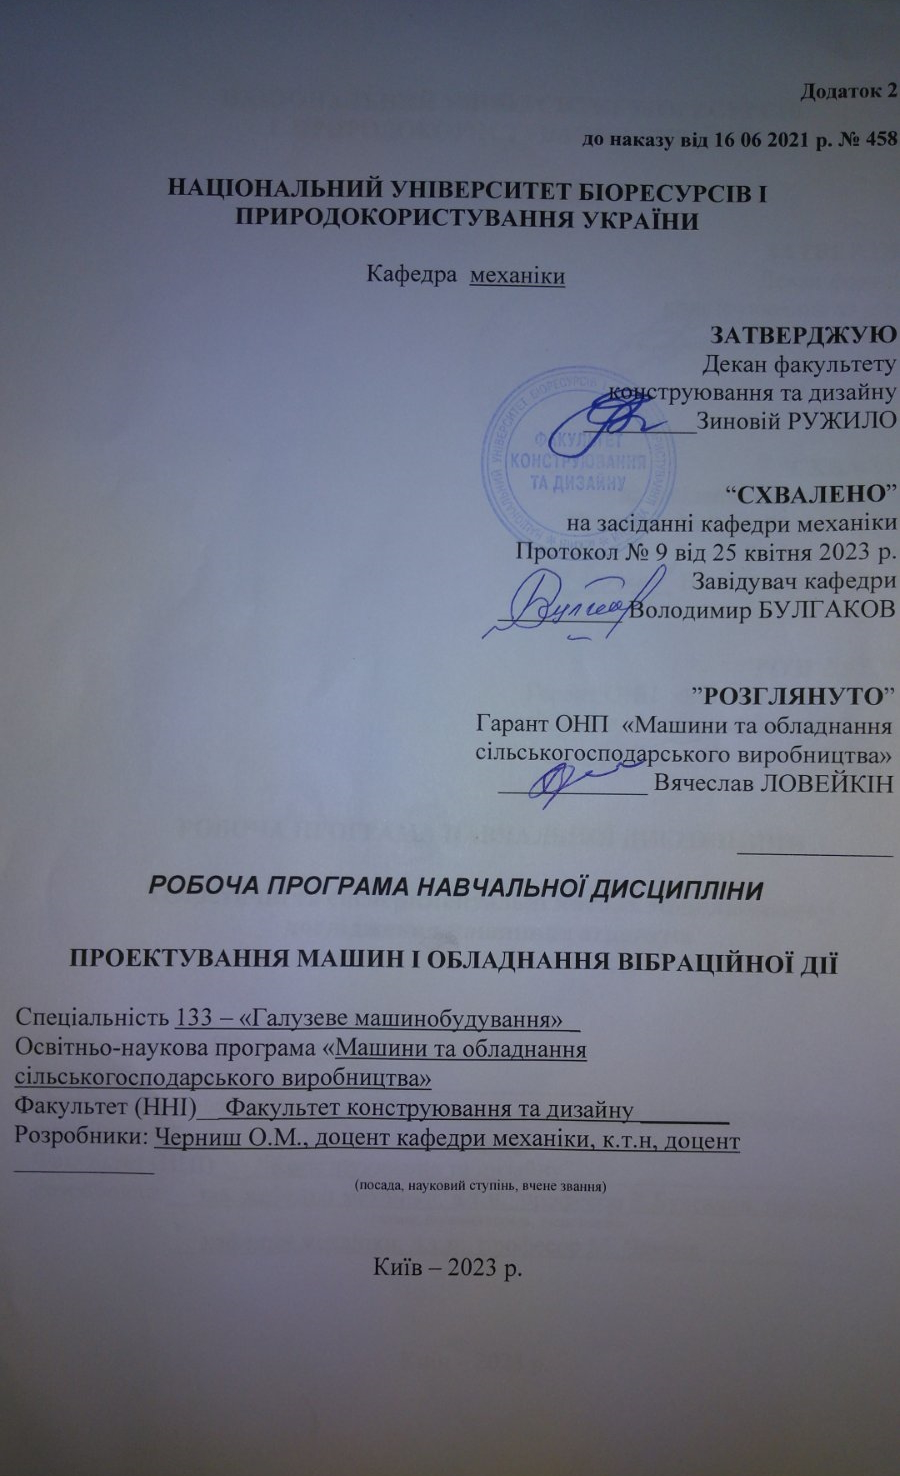 Додаток 2
до наказу від 16 06 2021 р. № 458
НАЦІОНАЛЬНИЙ УНІВЕРСИТЕТ БІОРЕСУРСІВ І
ПРИРОДОКОРИСТУВАННЯ УКРАЇНИ
Кафедра механіки
ЗАТВЕРДЖУЮ
Декан факультету
конструювання та дизайну
Зиновій РУЖИЛО
ФАКУЛЬТЕТ
КОНСТРУЮВАННЯ
ТА ДИЗАЙНУ
“СХВАЛЕНО”
на засіданні кафедри механіки
Протокол № 9 від 25 квітня 2023 р.
Завідувач кафедри
Володимир БУЛГАКОВ
”РОЗГЛЯНУТО”
Гарант ОНП «Машини та обладнання
сільськогосподарського виробництва»
Вячеслав ЛОВЕЙКІН
РОБОЧА ПРОГРАМА НАВЧАЛЬНОЇ ДИСЦИПЛІНИ
ПРОЕКТУВАННЯ МАШИН І ОБЛАДНАННЯ ВІБРАЦІЙНОЇ ДІЇ
Спеціальність 133 – «Галузеве машинобудування»
Освітньо-наукова програма «Машини та обладнання
сільськогосподарського виробництва»
Факультет (ННІ) Факультет конструювання та дизайну
Розробники: Черниш О.М., доцент кафедри механіки, к.т.н, доцент
(посада, науковий ступінь, вчене звання)
Київ – 2023 р.